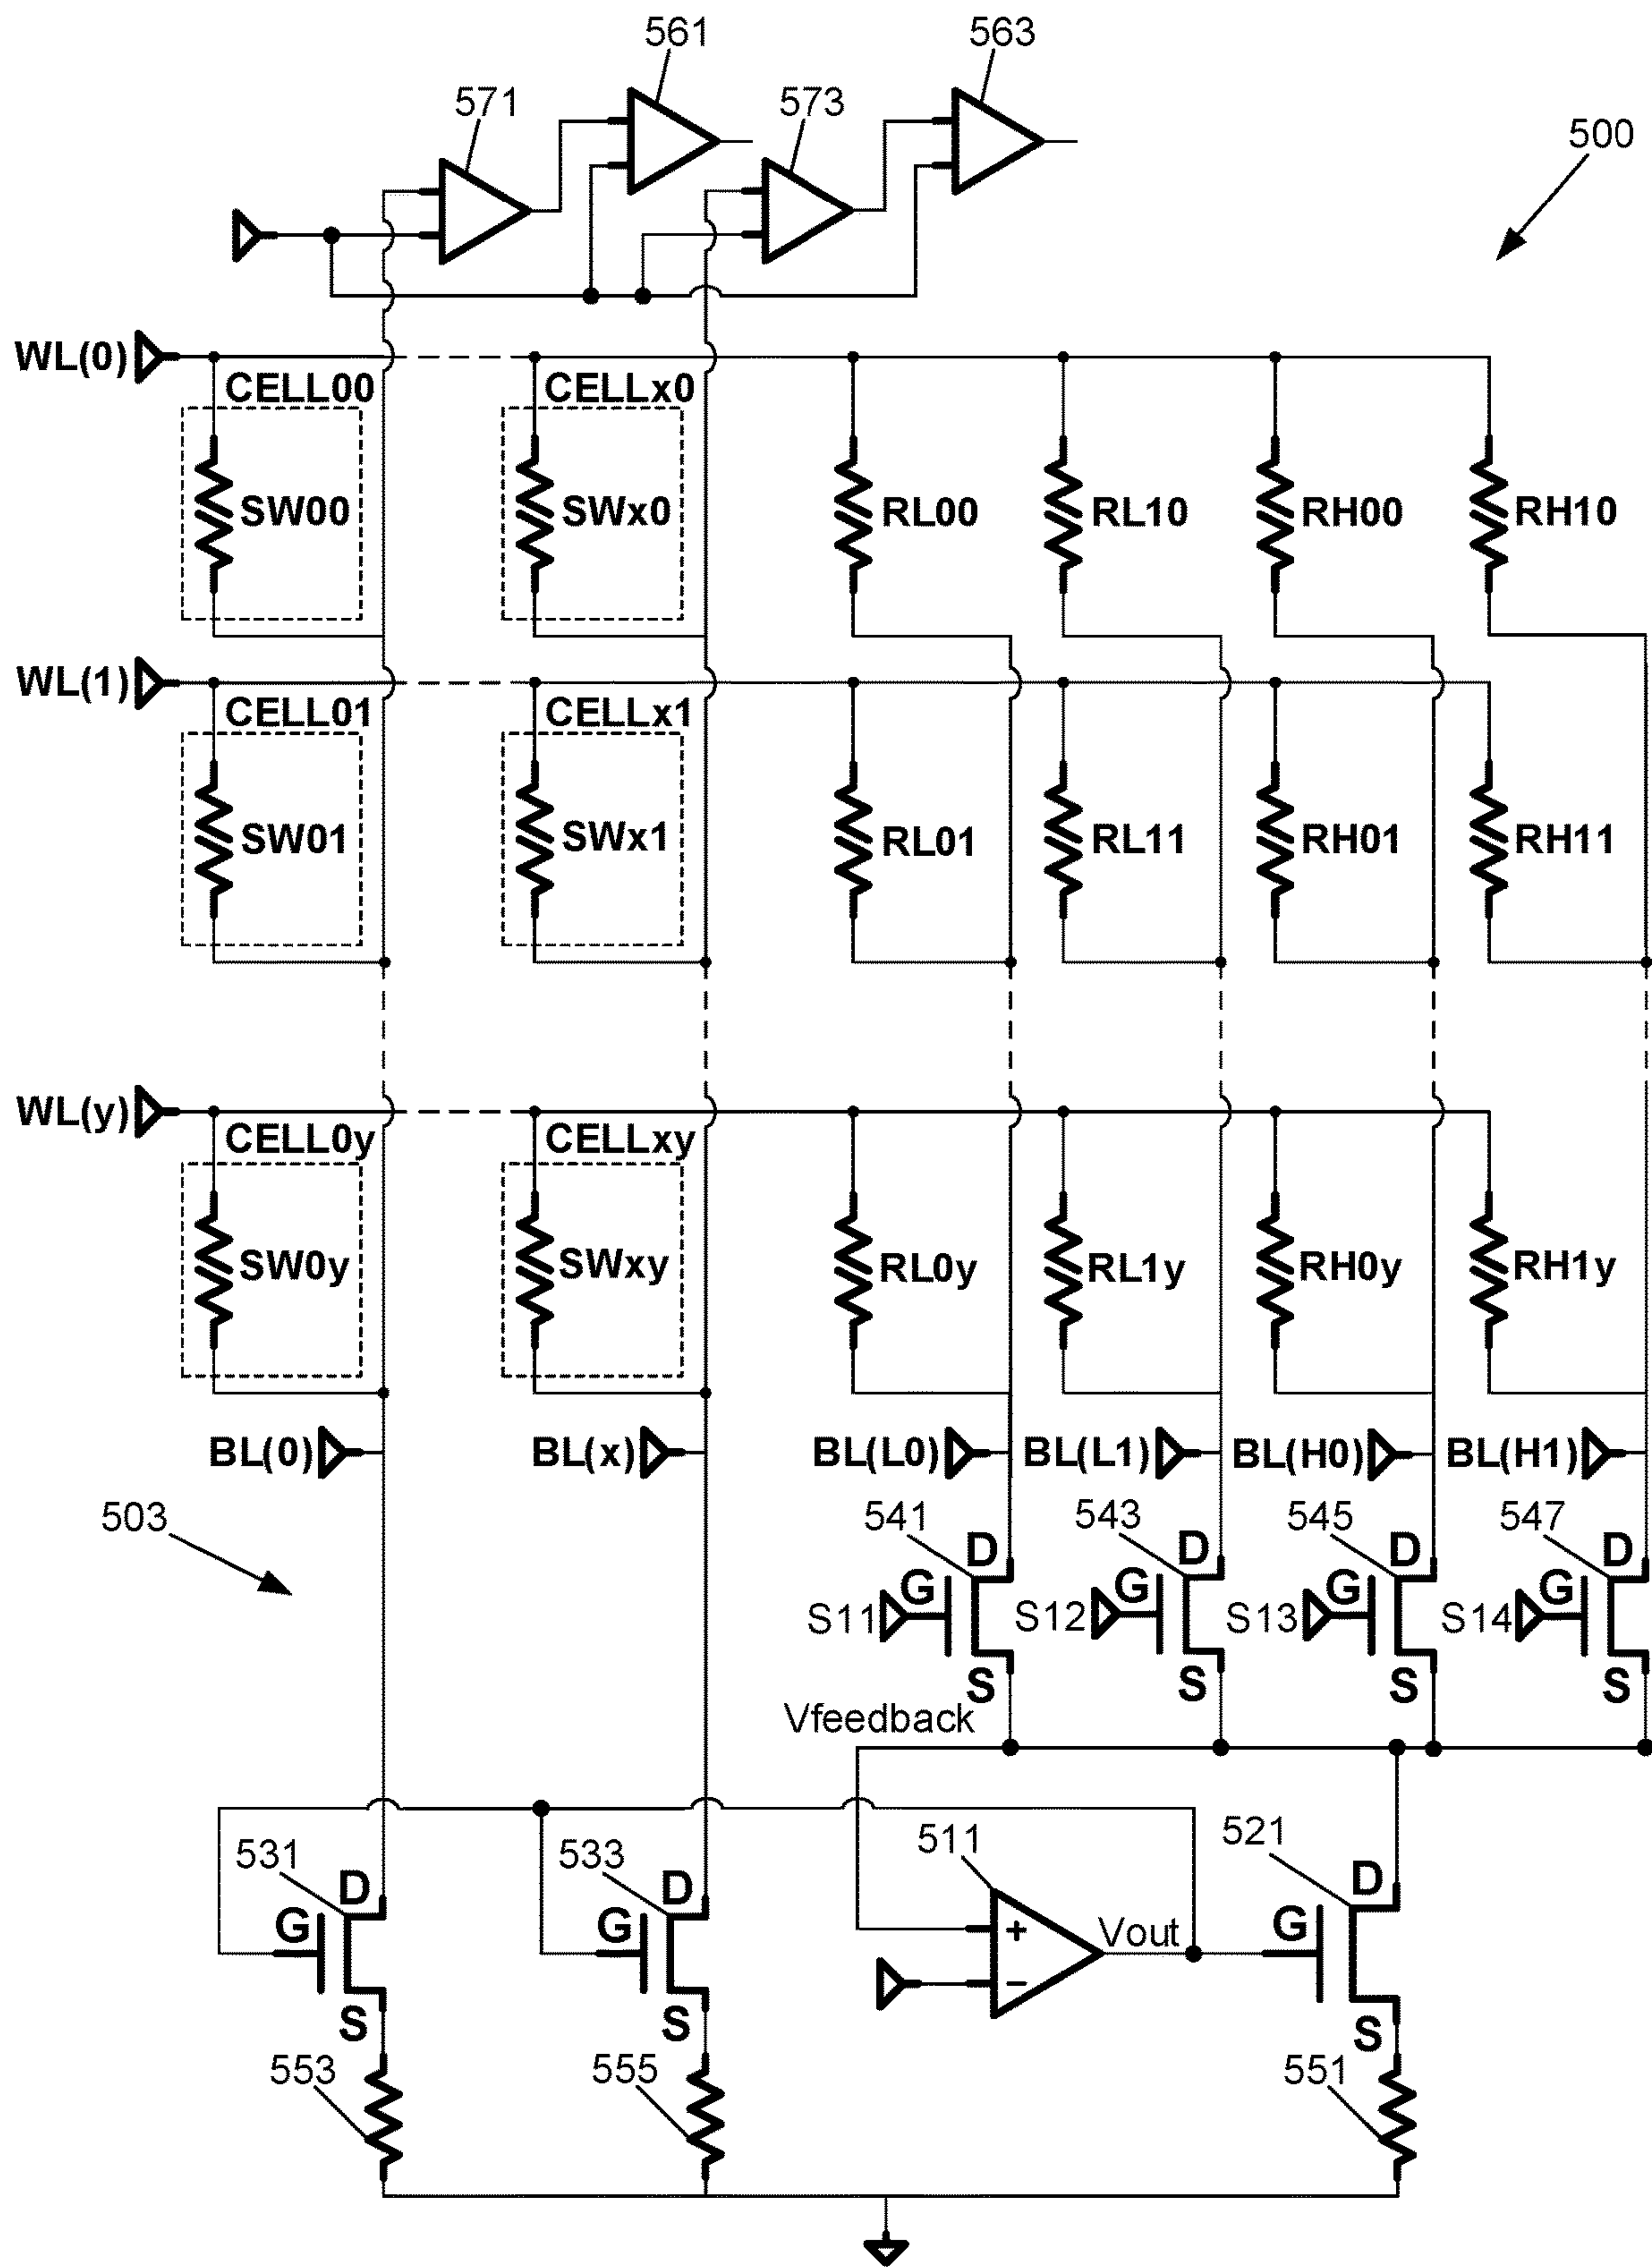 561 563
571 573
500
WL(0)
CELL00 CELLx0
SW00 SWx0 RL00 RL10 RH00 RH10
WL(1)
CELL01 CELLx1
SW01 SWx1 RL01 RL11 RH01 RH11
WL(y)
CELL0y CELLxy
SW0y SWxy RL0y RL1y RH0y RH1y
BL(0) BL(x) BL(L0) BL(L1) BL(H0) BL(H1)
503 541 543 545 547
D D D D
G G G G
S11 S12 S13 S14
S S S S
Vfeedback
531 533 511 521
D D D
G G + Vout G
−
S S S
553 555 551